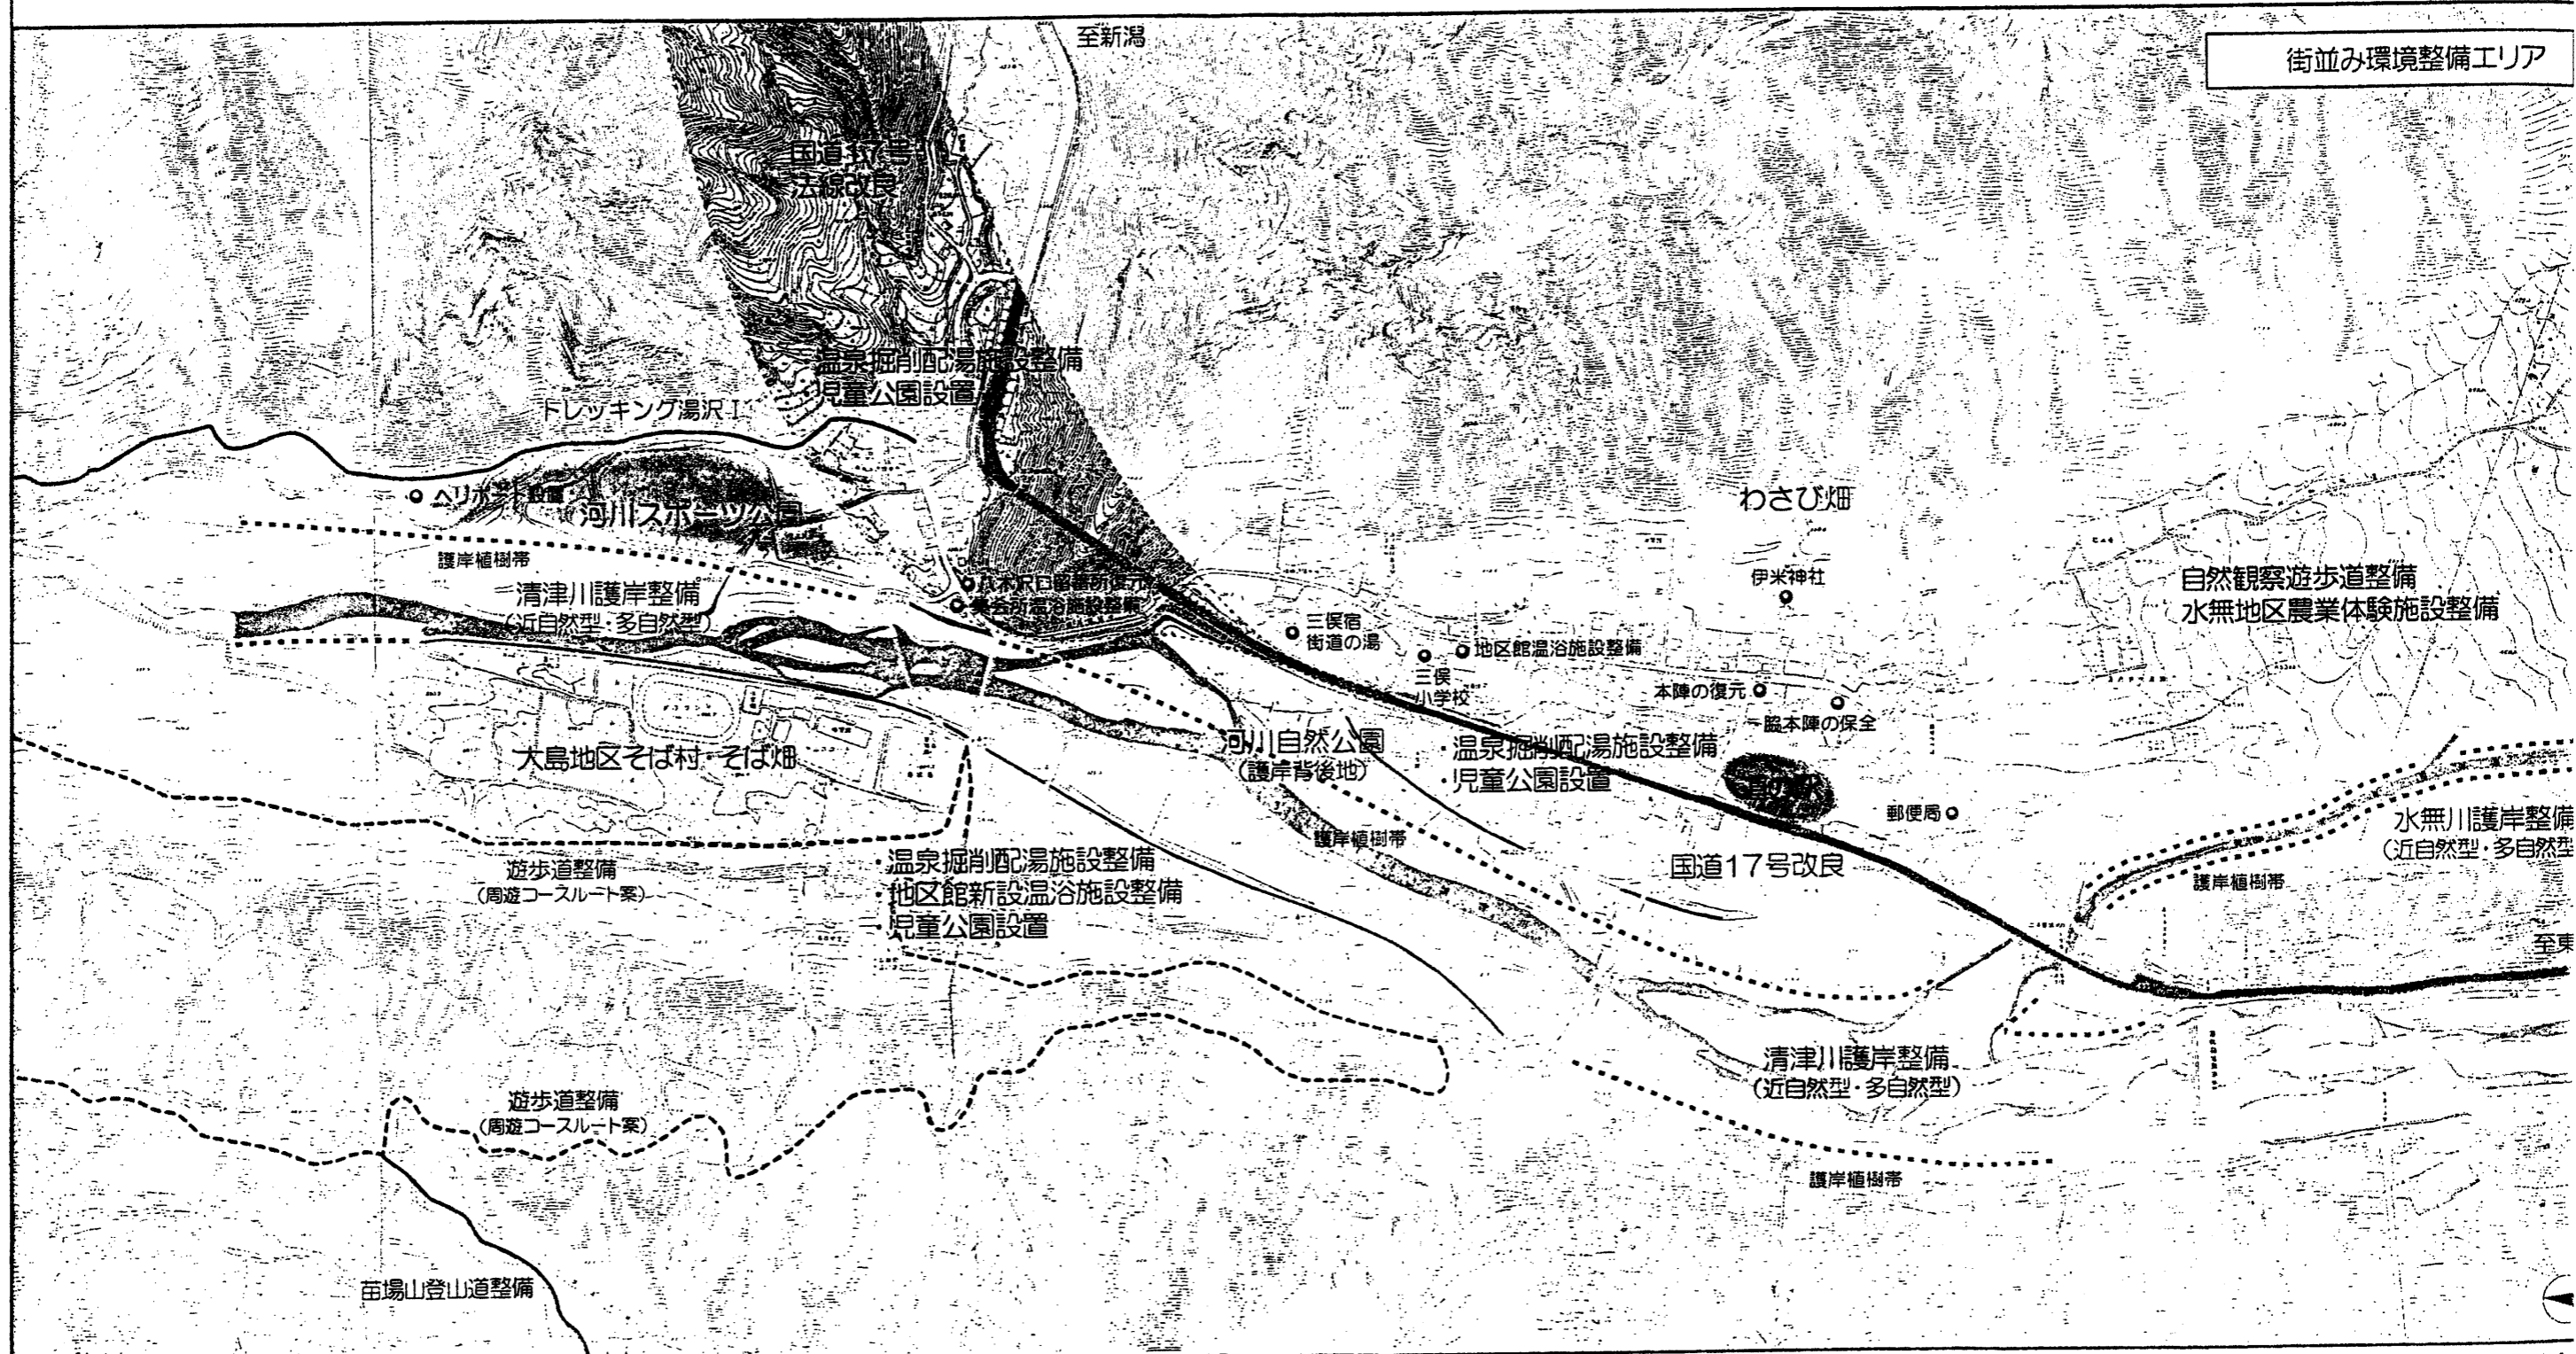 至新潟
街並み環境整備エリア
国道17号
法線改良
・温泉掘削配湯施設整備
・児童公園設置
トレッキング湯沢Ⅰ
ヘリポート設置
河川スポーツ公園
わさび畑
護岸植樹帯
清津川護岸整備
(近自然型・多自然型)
八木沢口留番所復元
集会所温浴施設整備
伊米神社
自然観察遊歩道整備
水無地区農業体験施設整備
三俣宿
街道の湯
地区館温浴施設整備
三俣
小学校
本陣の復元
脇本陣の保全
大島地区そば村・そば畑
河川自然公園
(護岸背後地)
・温泉掘削配湯施設整備
・児童公園設置
郵便局
水無川護岸整備
(近自然型・多自然型
護岸植樹帯
護岸植樹帯
国道17号改良
遊歩道整備
(周遊コースルート案)
・温泉掘削配湯施設整備
・地区館新設温浴施設整備
・児童公園設置
至東
清津川護岸整備
(近自然型・多自然型)
遊歩道整備
(周遊コースルート案)
護岸植樹帯
苗場山登山道整備